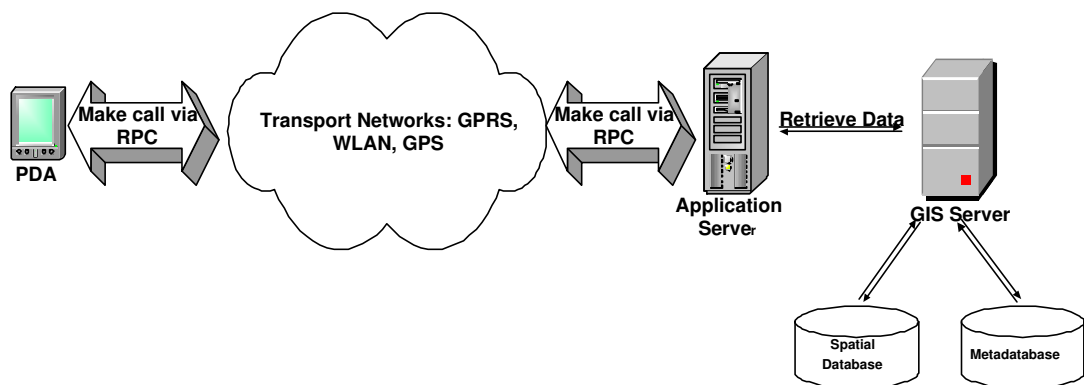 PDA
Make call via
RPC
Transport Networks: GPRS,
WLAN, GPS
Make call via
RPC
Application
Server
Retrieve Data
GIS Server
Spatial
Database
Metadatabase